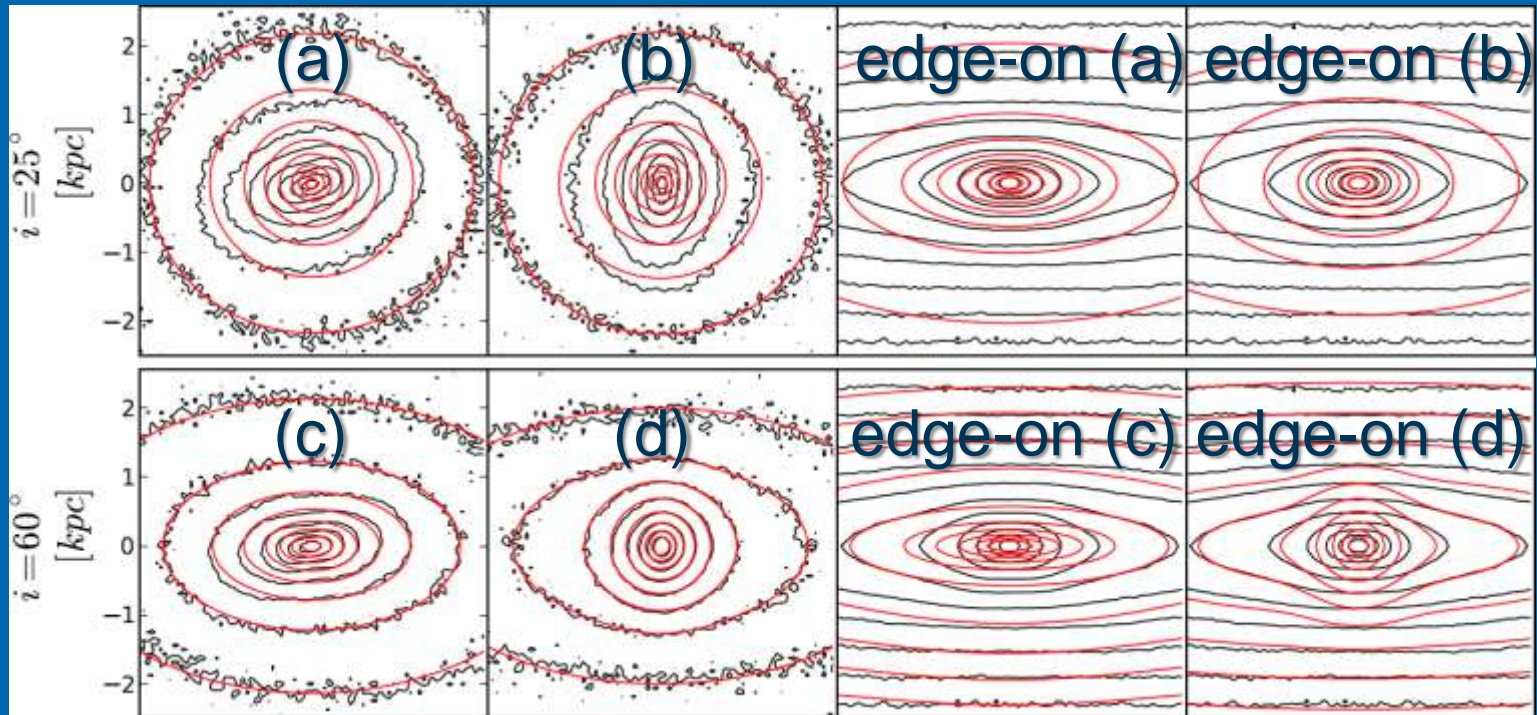 (a) (b) edge-on (a) edge-on (b)
i=25°
[kpc]
2
1
0
−1
−2
(c) (d) edge-on (c) edge-on (d)
i=60°
[kpc]
2
1
0
−1
−2